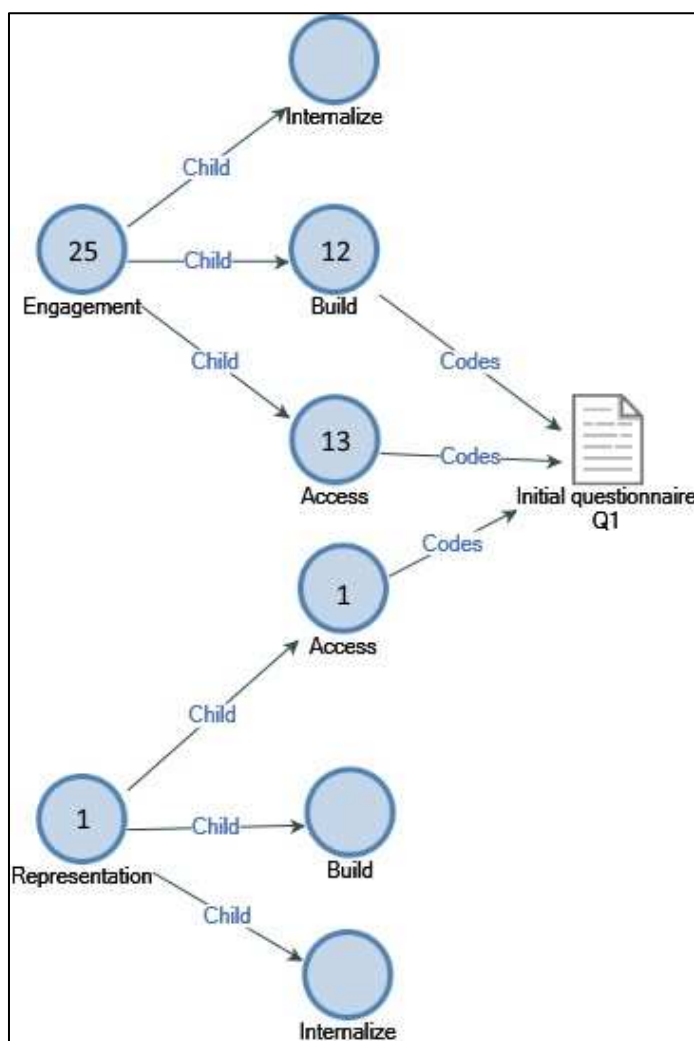 Internalize
Child
25
Child
12
Engagement
Build
Child
Codes
13
Codes
Access
Initial questionnaire
Q1
Codes
1
Access
Child
1
Child
Representation
Build
Child
Internalize